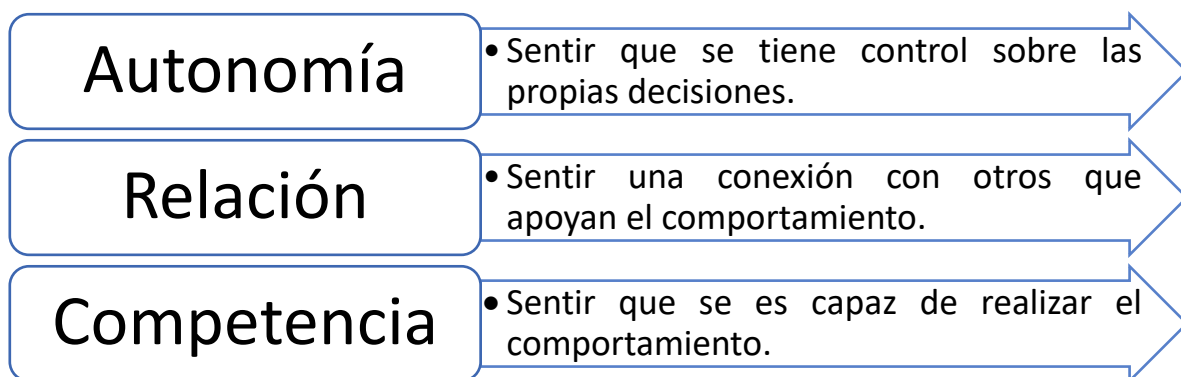 Autonomía
• Sentir que se tiene control sobre las
propias decisiones.
Relación
• Sentir una conexión con otros que
apoyan el comportamiento.
Competencia
• Sentir que se es capaz de realizar el
comportamiento.